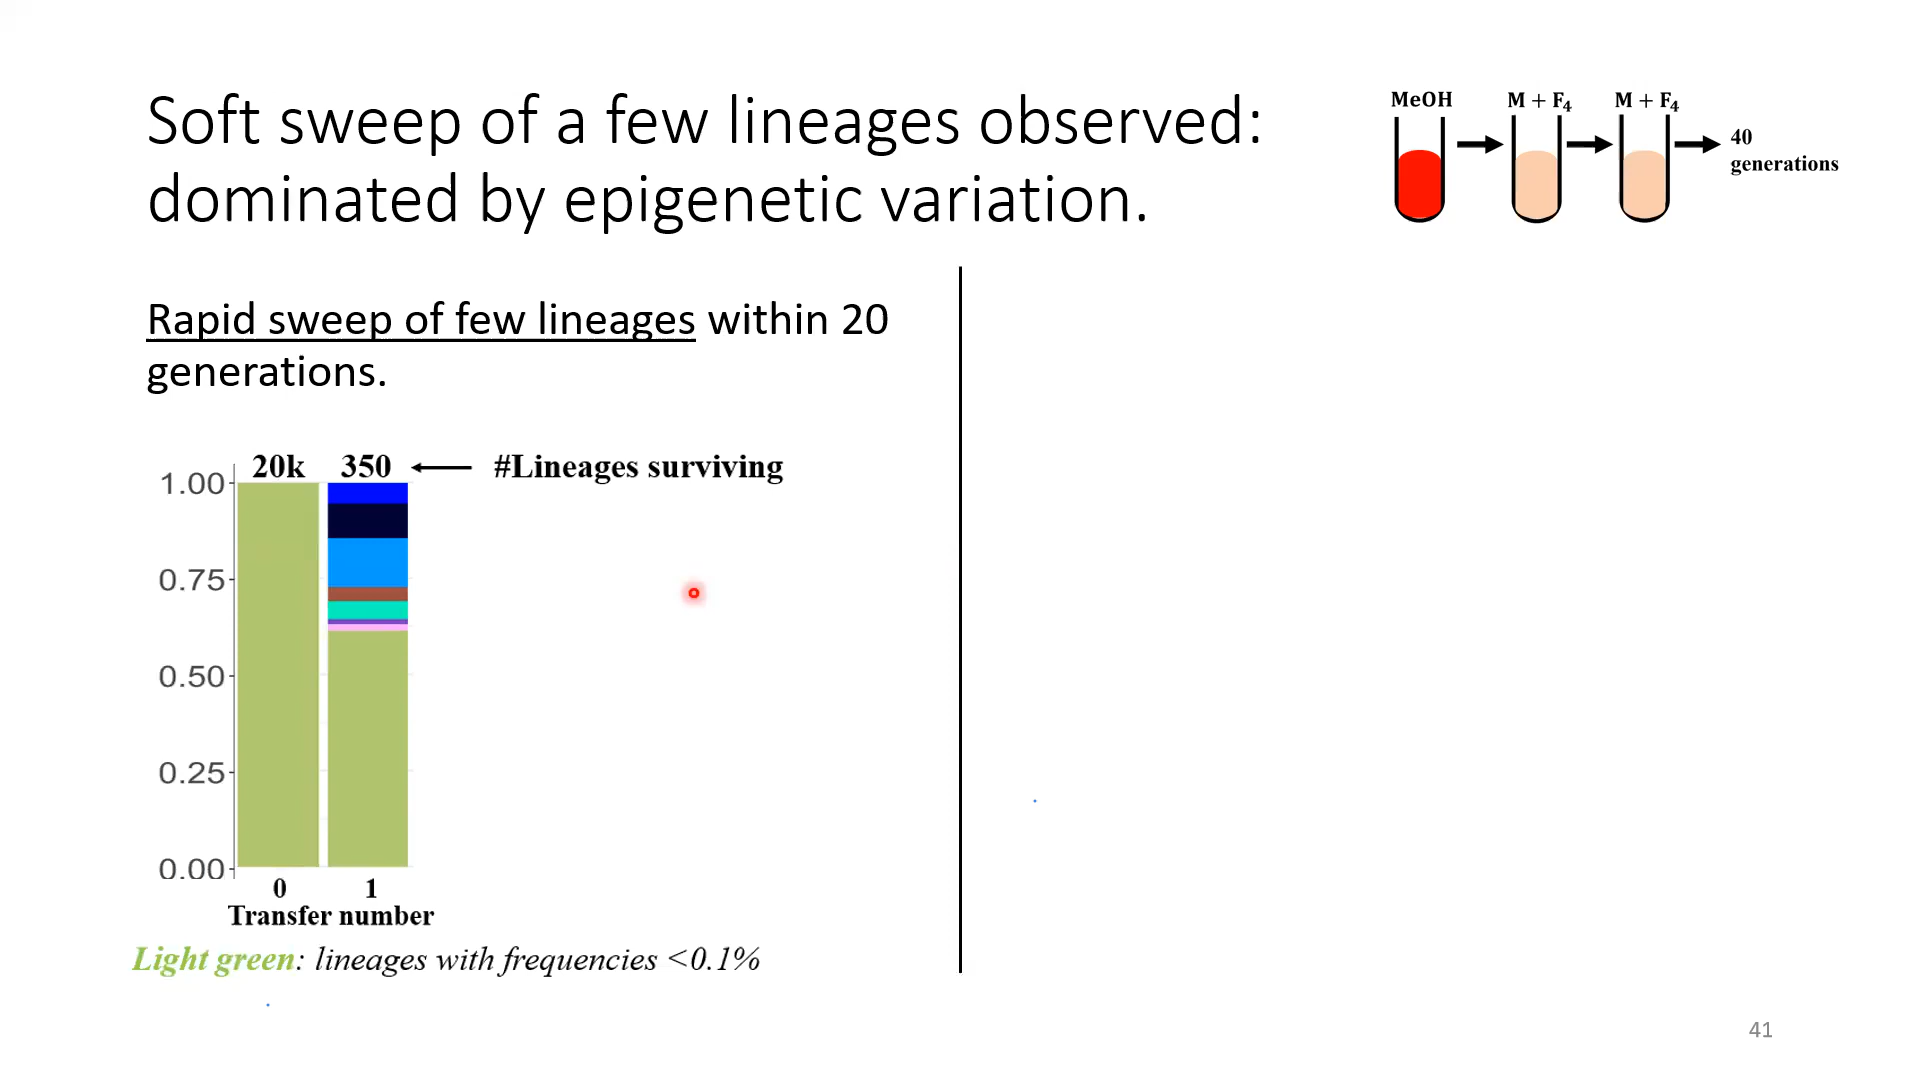 Soft sweep of a few lineages observed:
dominated by epigenetic variation.
MeOH
M + F₄
M + F₄
40
generations
Rapid sweep of few lineages within 20
generations.
20k
350
#Lineages surviving
1.00
0.75
0.50
0.25
0.00
0
1
Transfer number
Light green: lineages with frequencies <0.1%
41